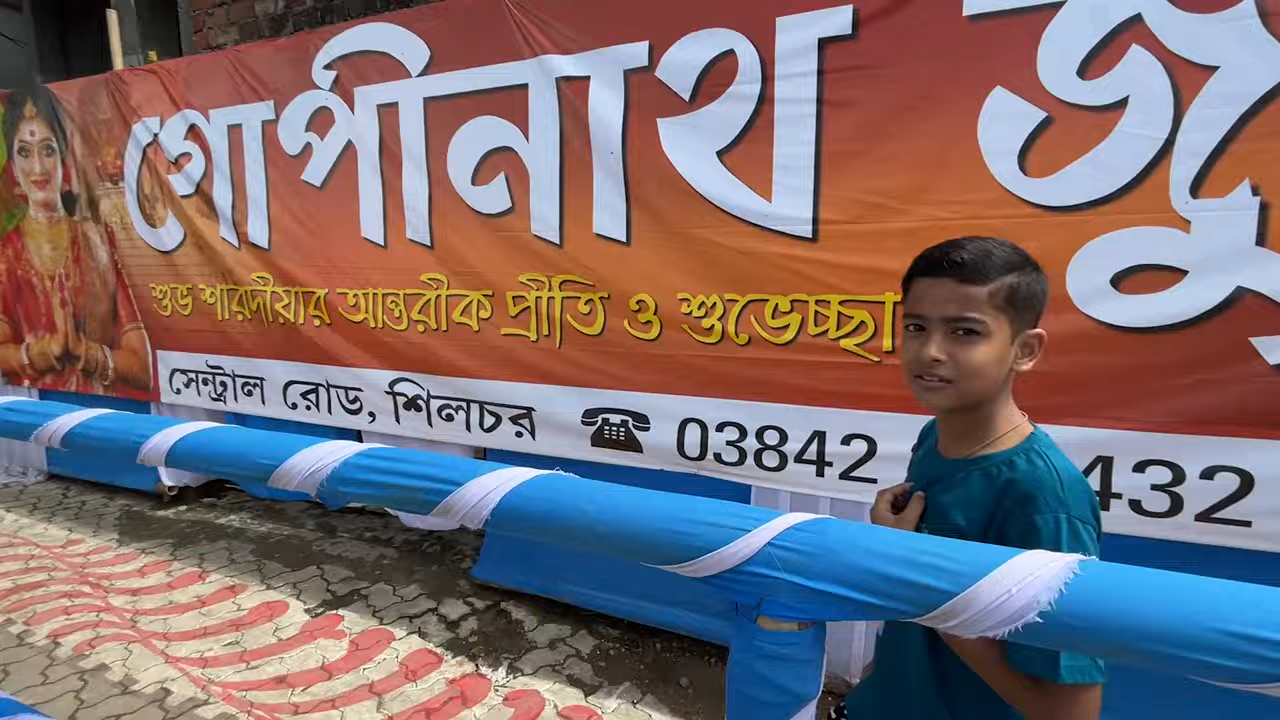 গোপীনাথ
শুভ শারদীয়ার আন্তরীক প্রীতি ও শুভেচ্ছা
সেন্ট্রাল রোড, শিলচর ☎ 03842 432